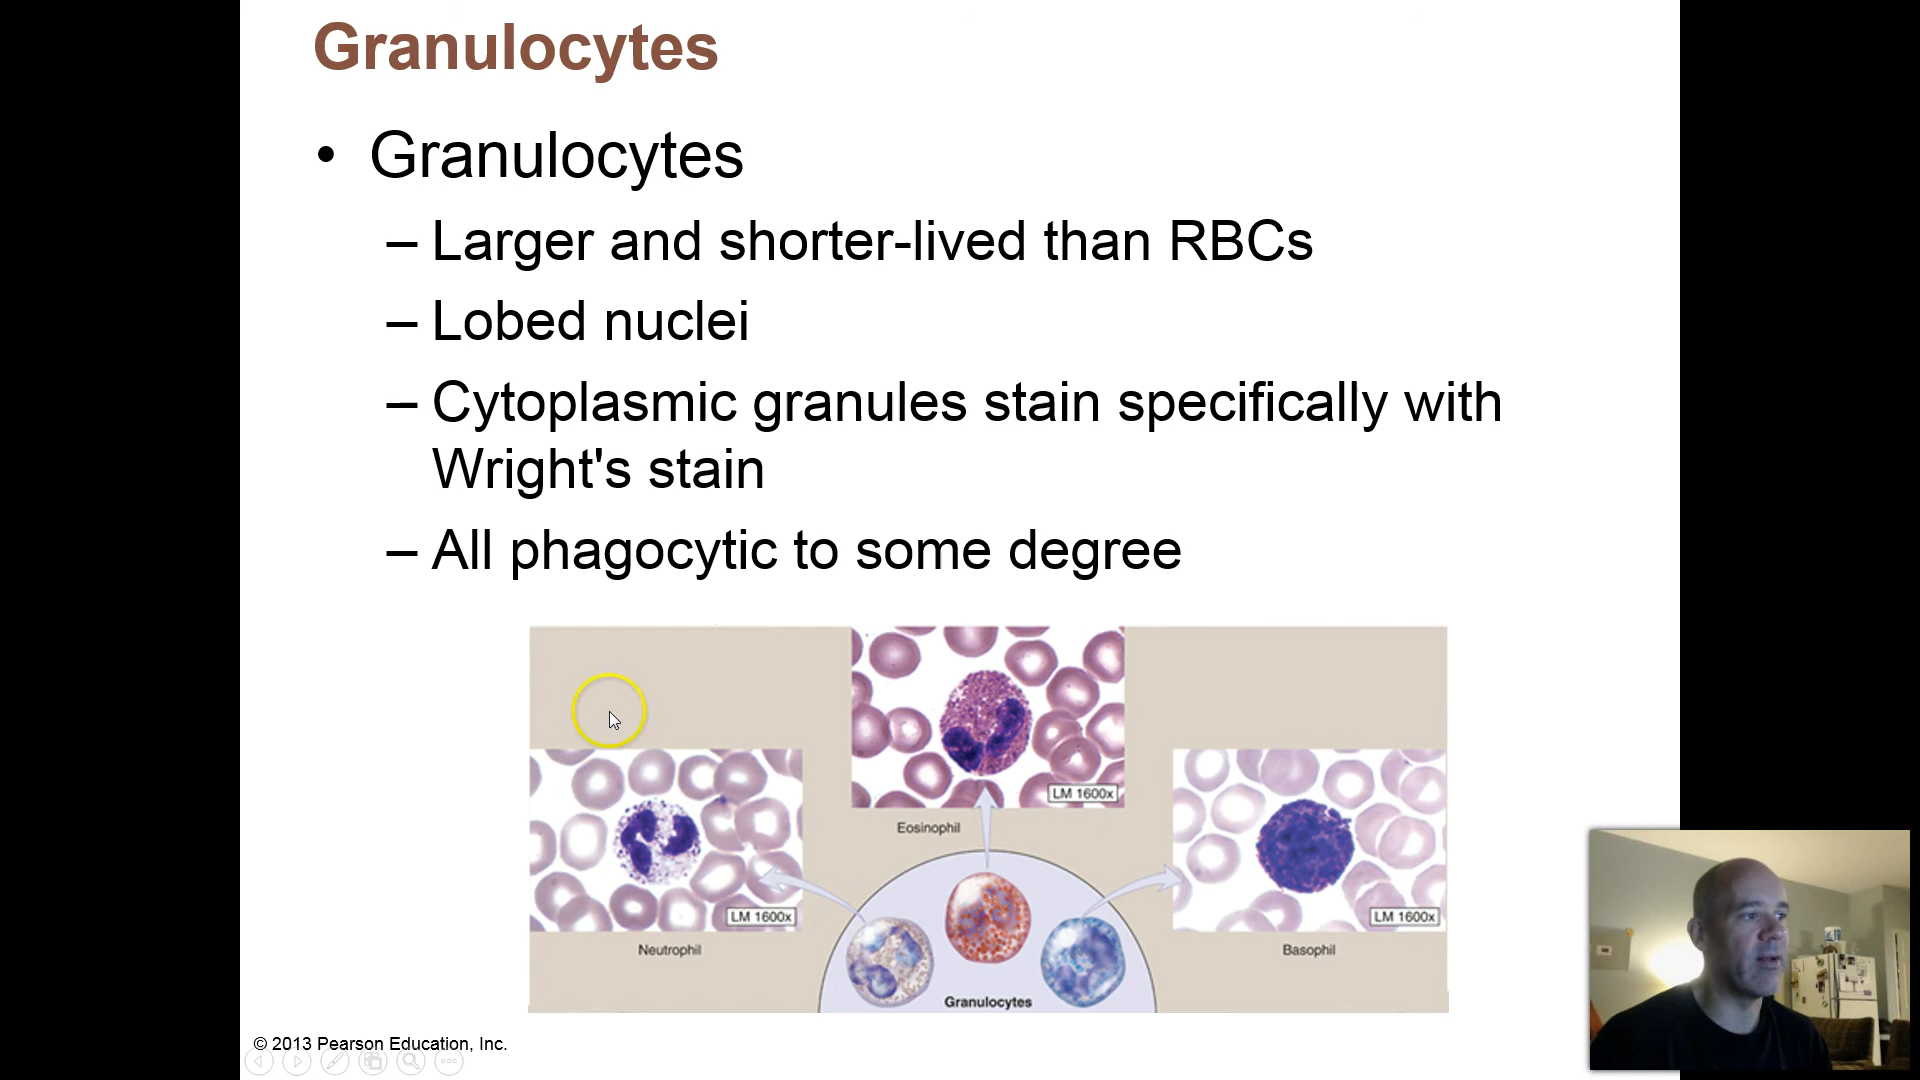 Granulocytes
• Granulocytes
– Larger and shorter-lived than RBCs
– Lobed nuclei
– Cytoplasmic granules stain specifically with
Wright's stain
– All phagocytic to some degree
LM 1600x
Eosinophil
LM 1600x
LM 1600x
Neutrophil
Basophil
Granulocytes
© 2013 Pearson Education, Inc.